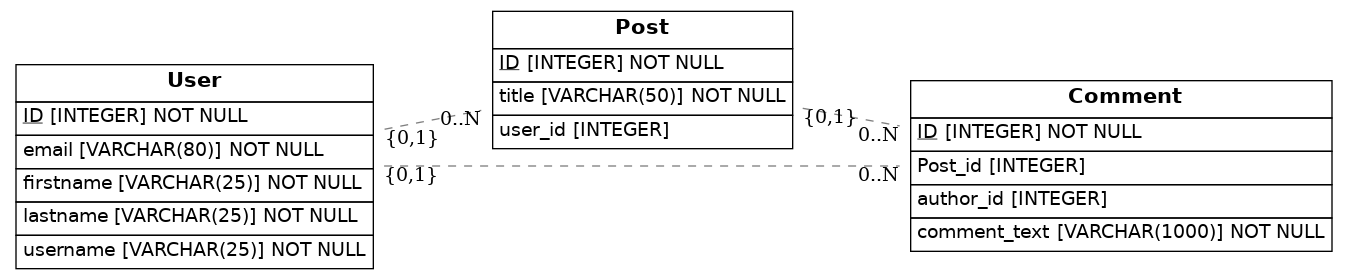 User
ID [INTEGER] NOT NULL
email [VARCHAR(80)] NOT NULL
firstname [VARCHAR(25)] NOT NULL
lastname [VARCHAR(25)] NOT NULL
username [VARCHAR(25)] NOT NULL
0..N
{0,1}
{0,1}
Post
ID [INTEGER] NOT NULL
title [VARCHAR(50)] NOT NULL
user_id [INTEGER]
{0,1}
0..N
0..N
Comment
ID [INTEGER] NOT NULL
Post_id [INTEGER]
author_id [INTEGER]
comment_text [VARCHAR(1000)] NOT NULL